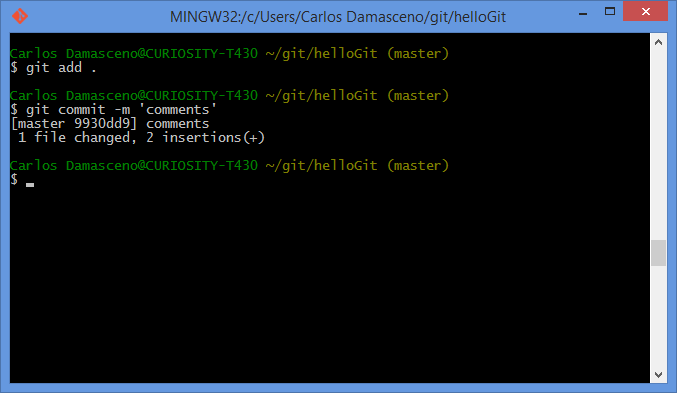 MINGW32:/c/Users/Carlos Damasceno/git/helloGit
Carlos Damasceno@CURIOSITY-T430 ~/git/helloGit (master)
$ git add .
Carlos Damasceno@CURIOSITY-T430 ~/git/helloGit (master)
$ git commit -m 'comments'
[master 9930dd9] comments
 1 file changed, 2 insertions(+)
Carlos Damasceno@CURIOSITY-T430 ~/git/helloGit (master)
$